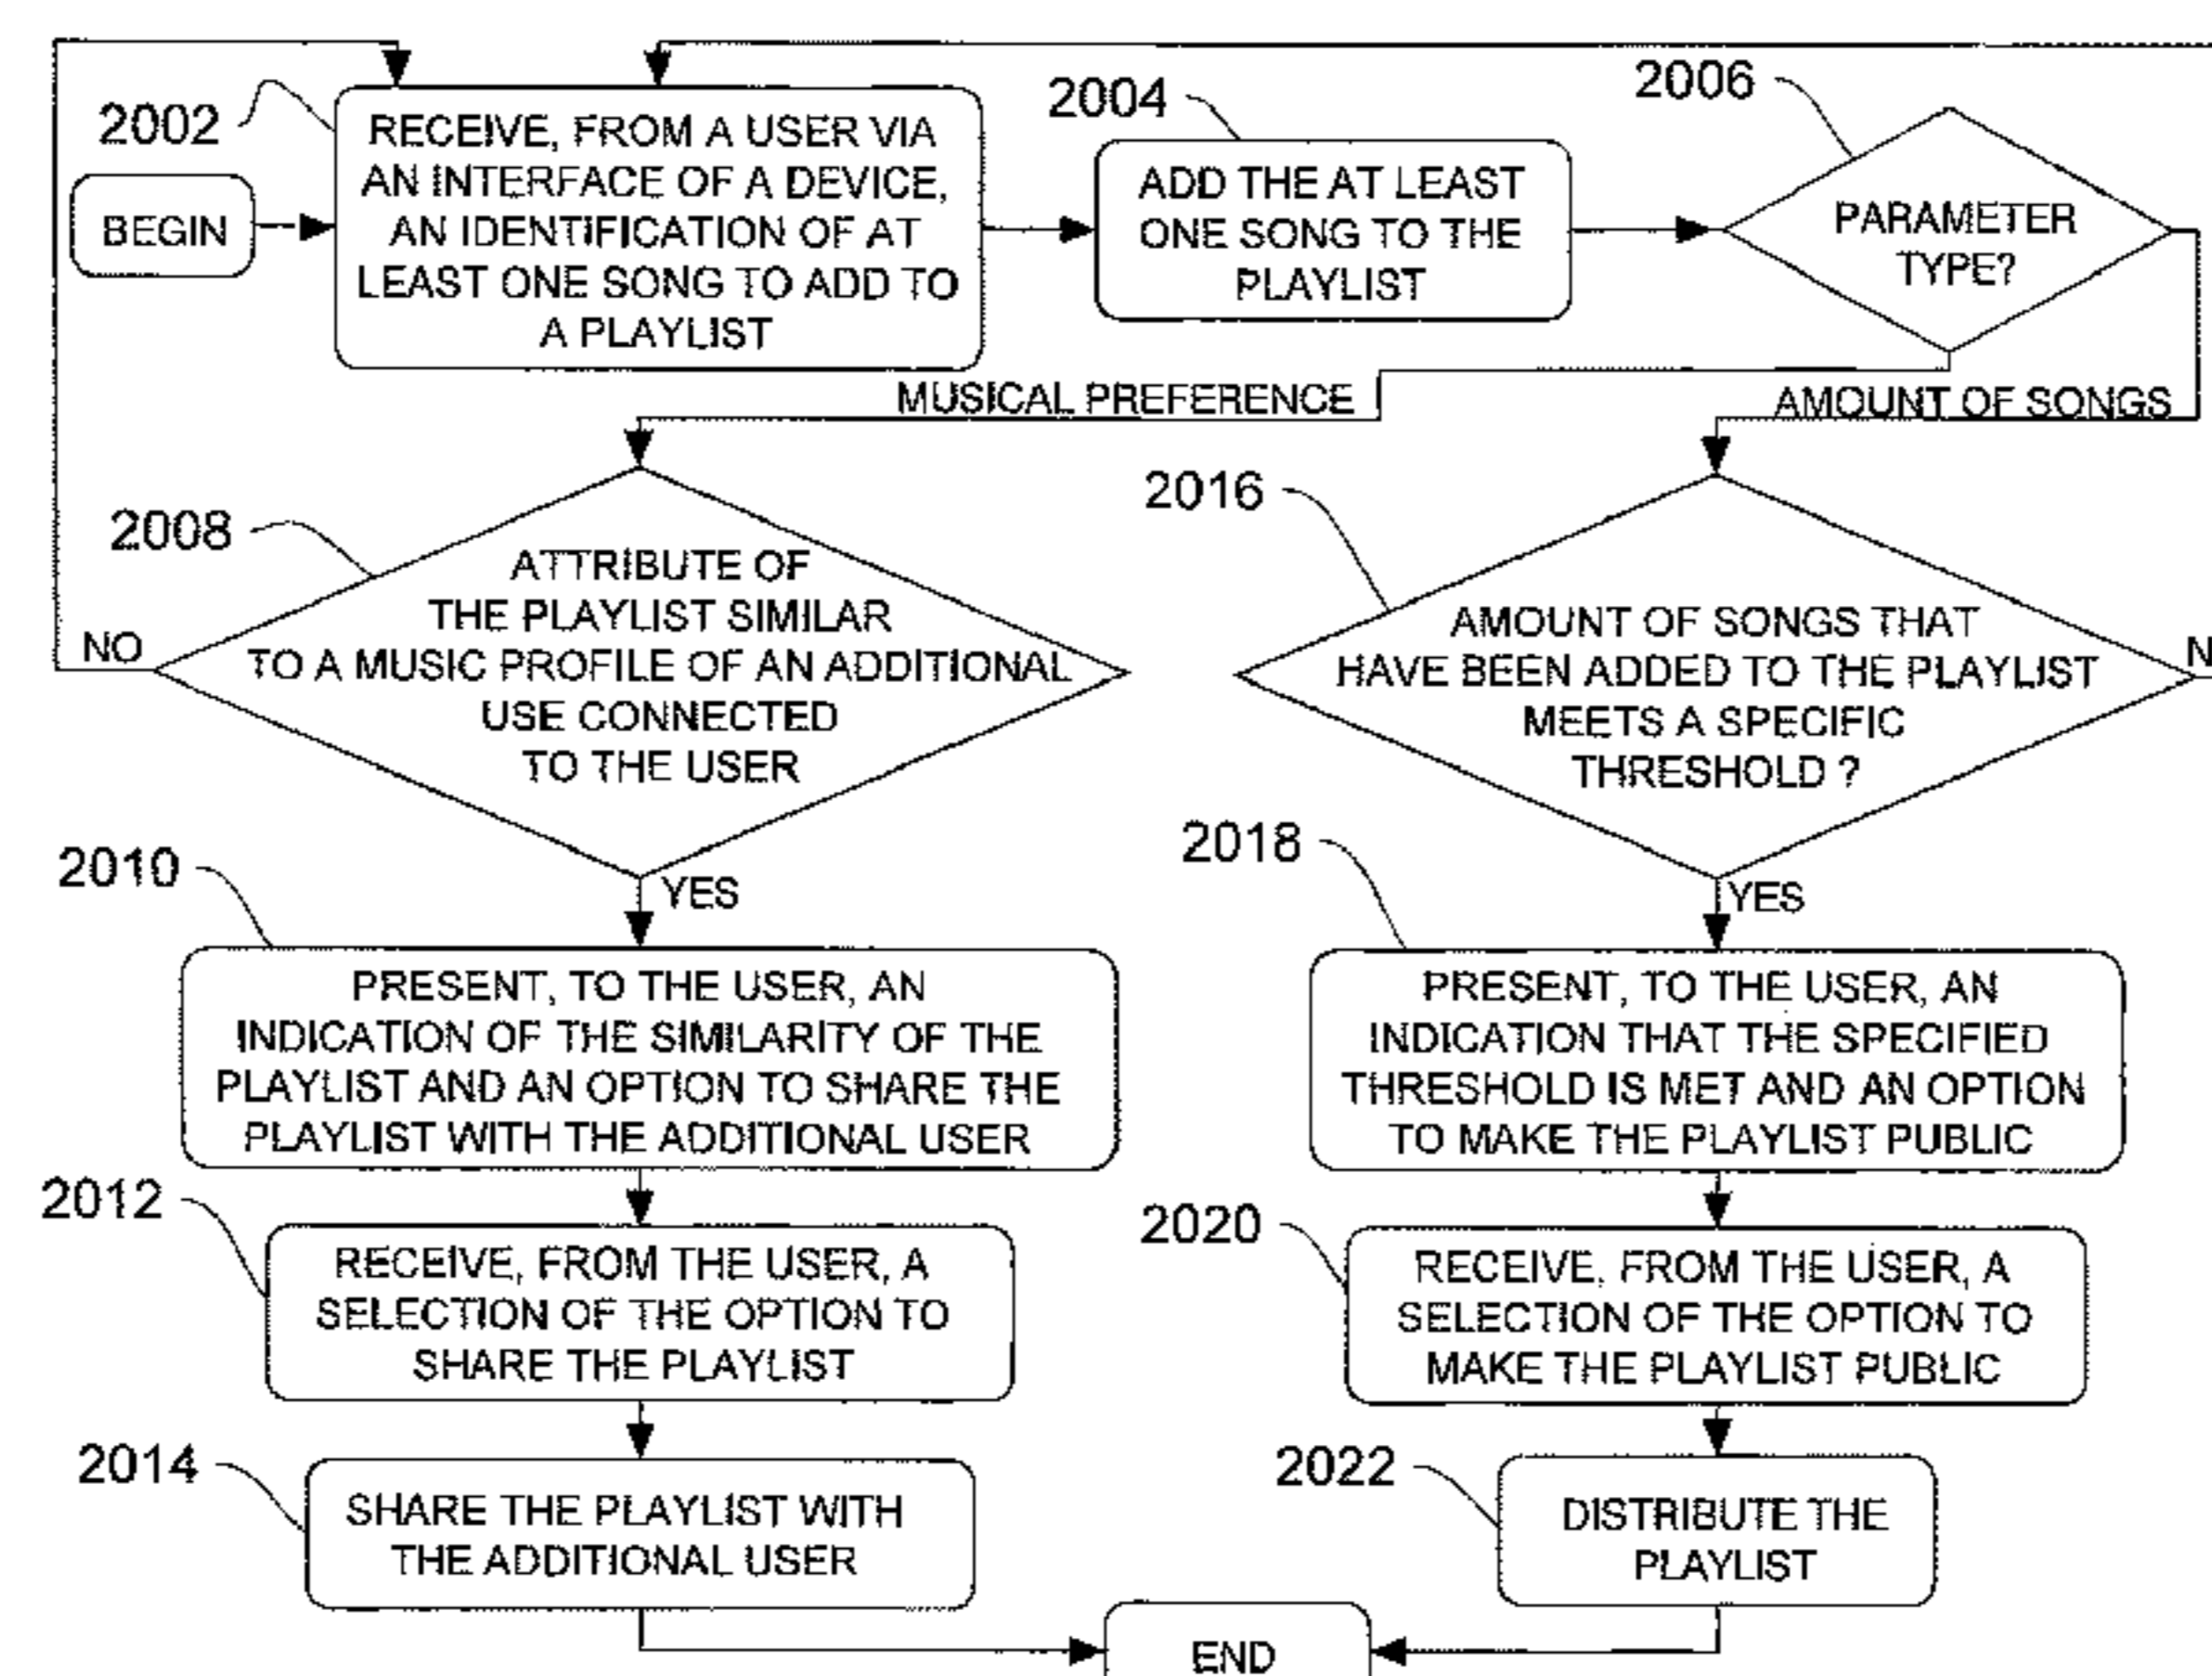 2002
BEGIN
RECEIVE, FROM A USER VIA
AN INTERFACE OF A DEVICE,
AN IDENTIFICATION OF AT
LEAST ONE SONG TO ADD TO
A PLAYLIST
2004
ADD THE AT LEAST
ONE SONG TO THE
PLAYLIST
2006
PARAMETER
TYPE?
MUSICAL PREFERENCE
AMOUNT OF SONGS
2008
ATTRIBUTE OF
THE PLAYLIST SIMILAR
TO A MUSIC PROFILE OF AN ADDITIONAL
USE CONNECTED
TO THE USER
NO
YES
2010
PRESENT, TO THE USER, AN
INDICATION OF THE SIMILARITY OF THE
PLAYLIST AND AN OPTION TO SHARE THE
PLAYLIST WITH THE ADDITIONAL USER
2012
RECEIVE, FROM THE USER, A
SELECTION OF THE OPTION TO
SHARE THE PLAYLIST
2014
SHARE THE PLAYLIST WITH
THE ADDITIONAL USER
2016
AMOUNT OF SONGS THAT
HAVE BEEN ADDED TO THE PLAYLIST
MEETS A SPECIFIC
THRESHOLD ?
YES
2018
PRESENT, TO THE USER, AN
INDICATION THAT THE SPECIFIED
THRESHOLD IS MET AND AN OPTION
TO MAKE THE PLAYLIST PUBLIC
2020
RECEIVE, FROM THE USER, A
SELECTION OF THE OPTION TO
MAKE THE PLAYLIST PUBLIC
2022
DISTRIBUTE THE
PLAYLIST
END